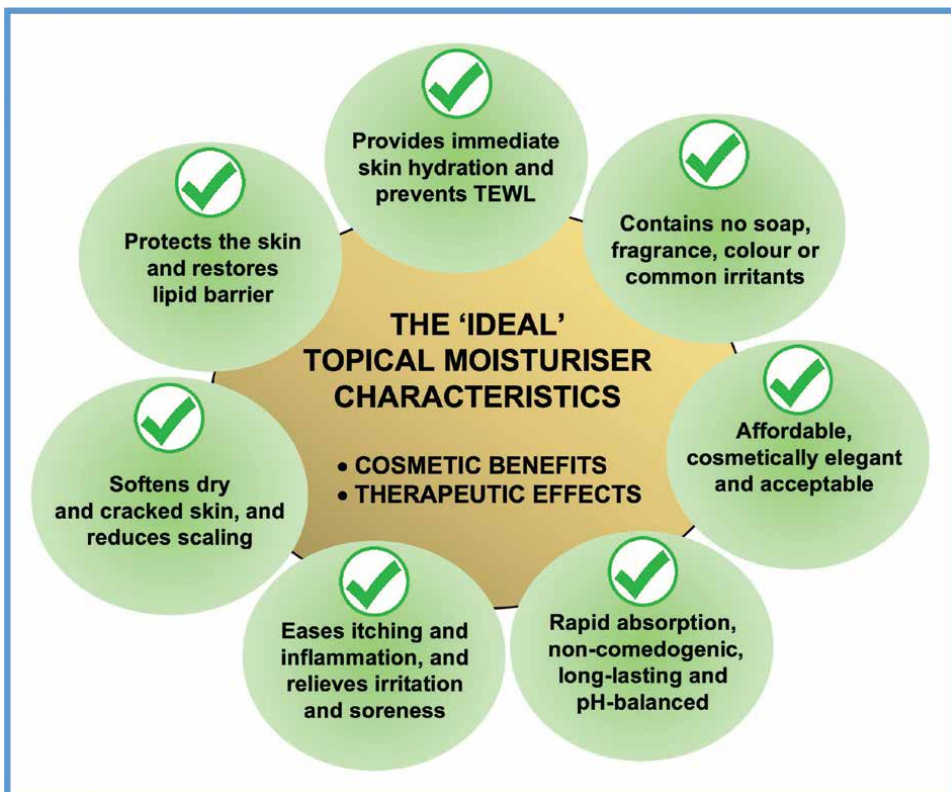 Provides immediate
skin hydration and
prevents TEWL
Contains no soap,
fragrance, colour or
common irritants
Affordable,
cosmetically elegant
and acceptable
Rapid absorption,
non-comedogenic,
long-lasting and
pH-balanced
Eases itching and
inflammation, and
relieves irritation
and soreness
Softens dry
and cracked skin, and
reduces scaling
Protects the skin
and restores
lipid barrier
THE ‘IDEAL’
TOPICAL MOISTURISER
CHARACTERISTICS
• COSMETIC BENEFITS
• THERAPEUTIC EFFECTS